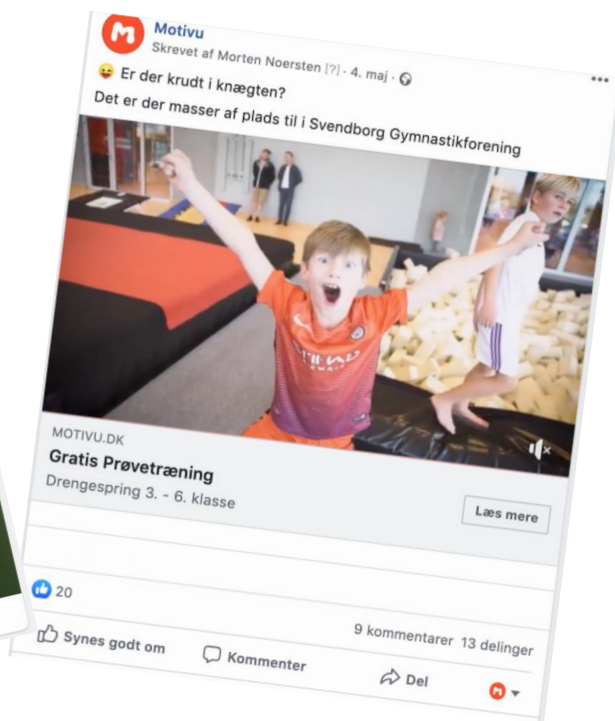 Motivu
Skrevet af Morten Noersten [?] · 4. maj ·
😜 Er der krudt i knægten?
Det er der masser af plads til i Svendborg Gymnastikforening
MOTIVU.DK
Gratis Prøvetræning
Drengespring 3. - 6. klasse
Læs mere
20
9 kommentarer 13 delinger
Synes godt om
Kommenter
Del